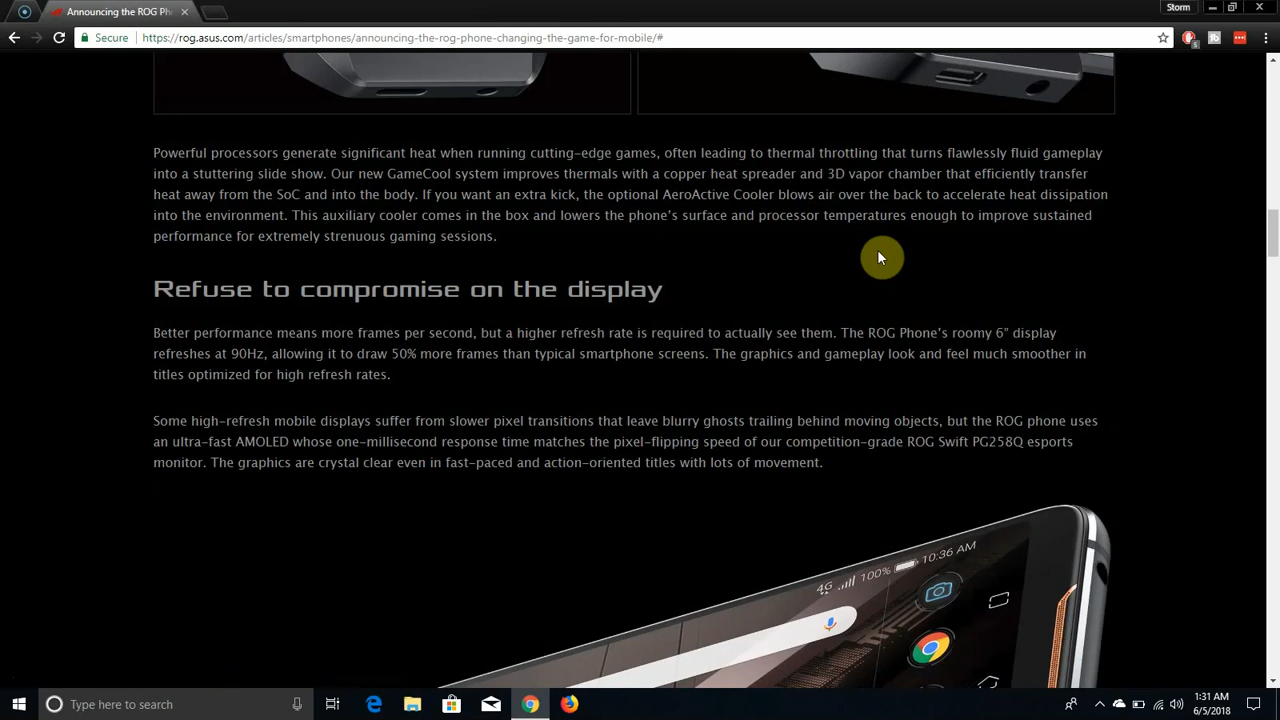 Announcing the ROG Ph
Storm
Secure
https://rog.asus.com/articles/smartphones/announcing-the-rog-phone-changing-the-game-for-mobile/#
Powerful processors generate significant heat when running cutting-edge games, often leading to thermal throttling that turns flawlessly fluid gameplay
into a stuttering slide show. Our new GameCool system improves thermals with a copper heat spreader and 3D vapor chamber that efficiently transfer
heat away from the SoC and into the body. If you want an extra kick, the optional AeroActive Cooler blows air over the back to accelerate heat dissipation
into the environment. This auxiliary cooler comes in the box and lowers the phone's surface and processor temperatures enough to improve sustained
performance for extremely strenuous gaming sessions.
Refuse to compromise on the display
Better performance means more frames per second, but a higher refresh rate is required to actually see them. The ROG Phone's roomy 6" display
refreshes at 90Hz, allowing it to draw 50% more frames than typical smartphone screens. The graphics and gameplay look and feel much smoother in
titles optimized for high refresh rates.
Some high-refresh mobile displays suffer from slower pixel transitions that leave blurry ghosts trailing behind moving objects, but the ROG phone uses
an ultra-fast AMOLED whose one-millisecond response time matches the pixel-flipping speed of our competition-grade ROG Swift PG258Q esports
monitor. The graphics are crystal clear even in fast-paced and action-oriented titles with lots of movement.
4G 100% 10:36 AM
Type here to search
1:31 AM
6/5/2018